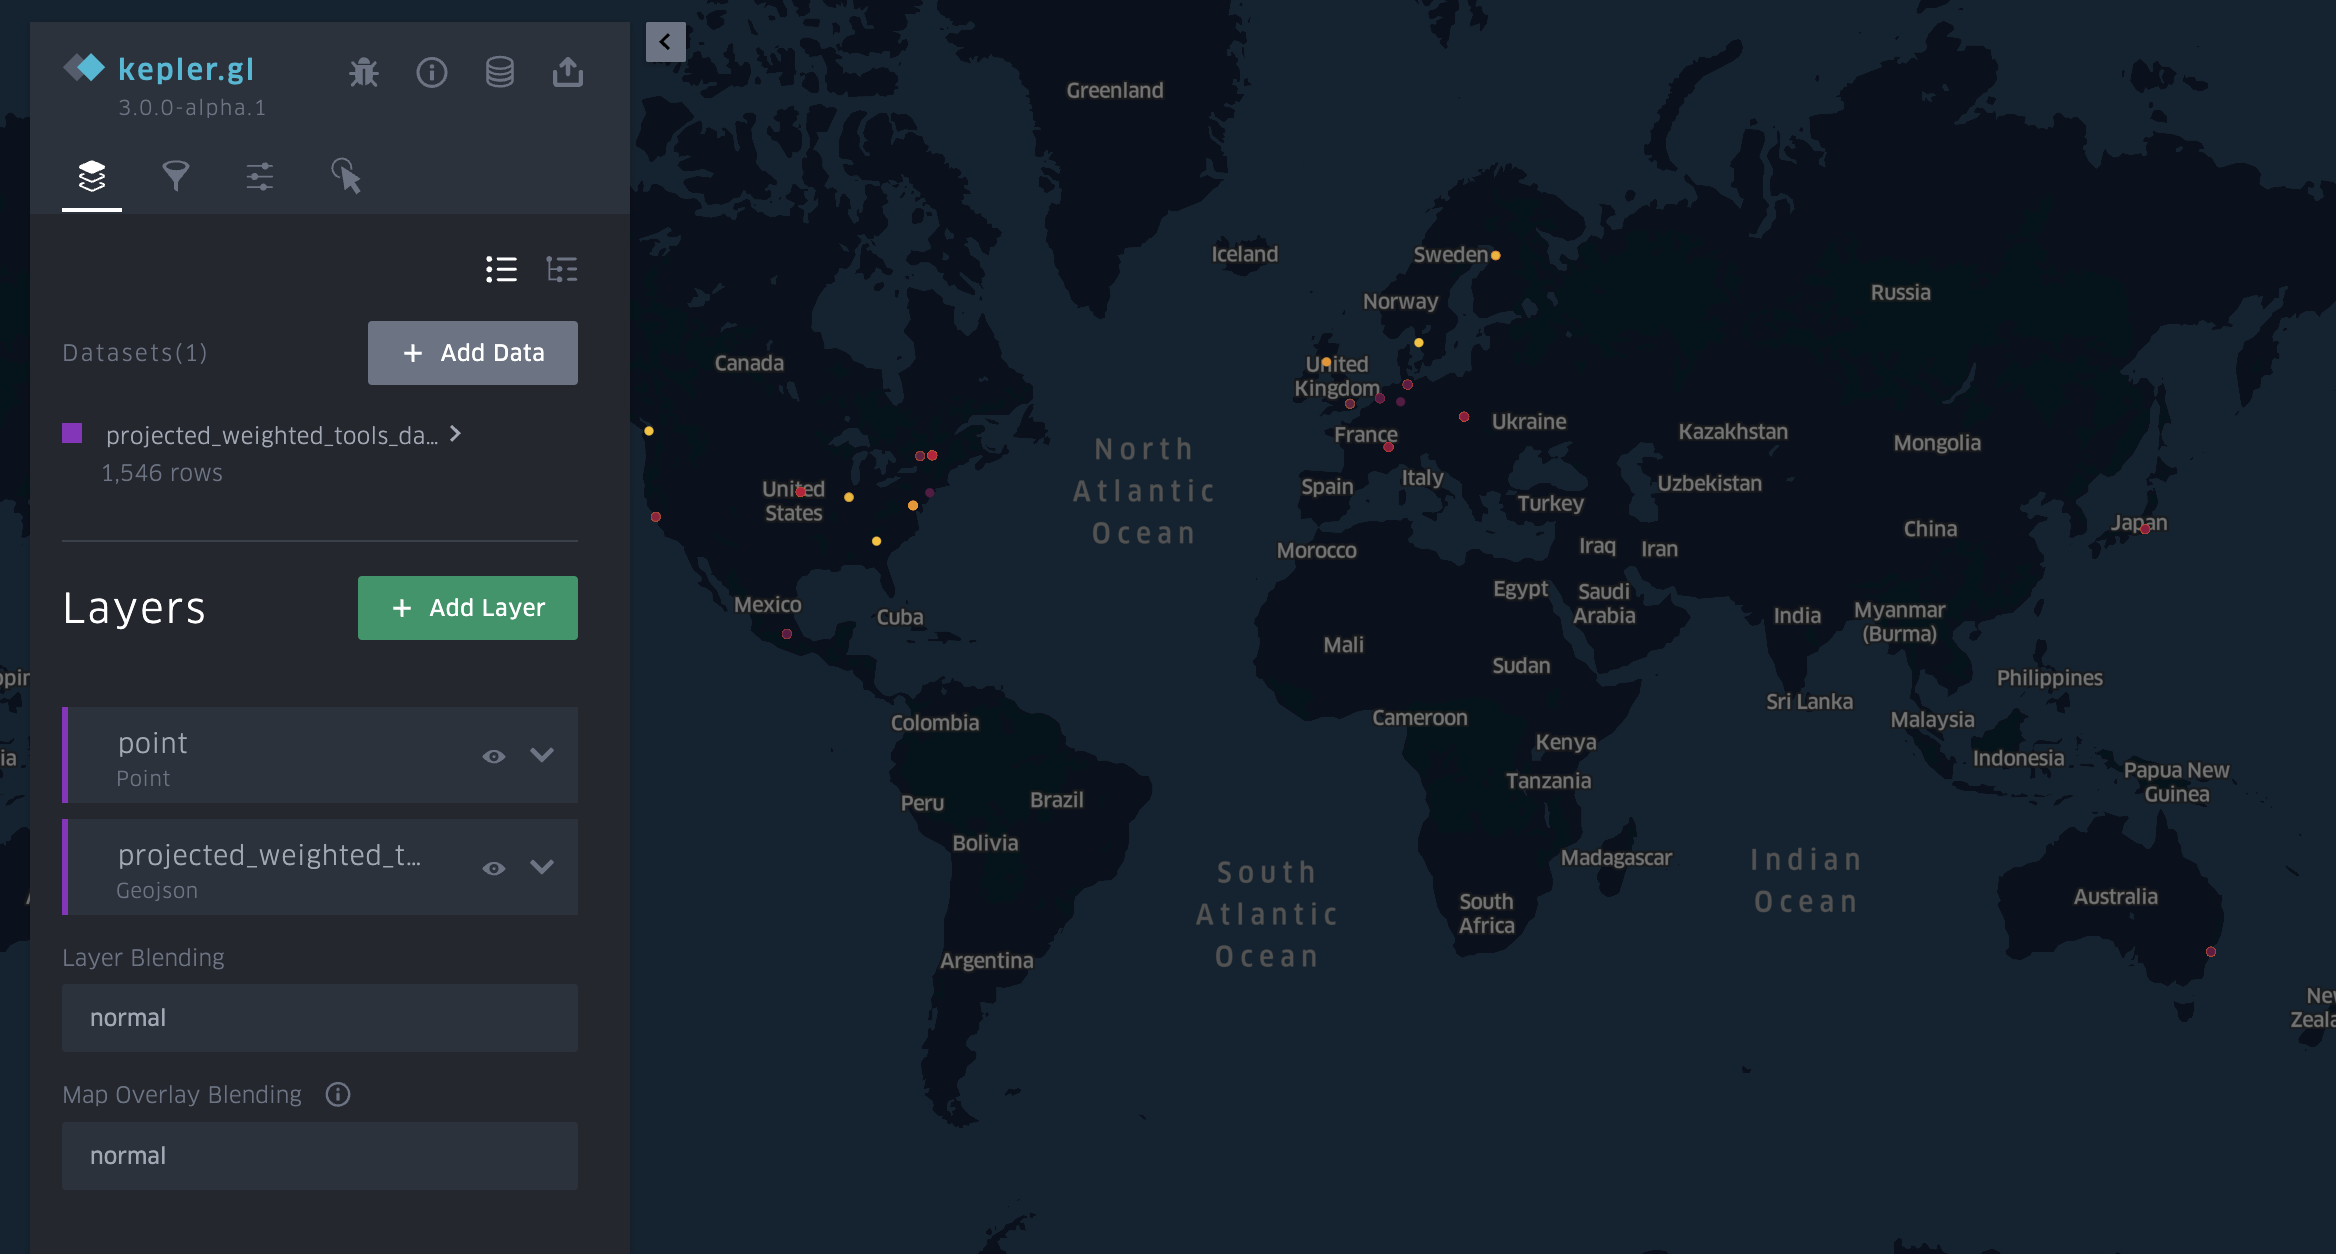 kepler.gl
3.0.0-alpha.1
Datasets(1)
+ Add Data
projected_weighted_tools_da...
1,546 rows
Layers
+ Add Layer
point
Point
projected_weighted_t...
Geojson
Layer Blending
normal
Map Overlay Blending
normal
Greenland
Iceland
Sweden
Norway
Russia
Canada
United
Kingdom
Ukraine
France
Kazakhstan
Mongolia
North
Atlantic
Ocean
United
States
Spain
Italy
Uzbekistan
Turkey
China
Japan
Morocco
Iraq
Iran
Mexico
Cuba
Egypt
Saudi
Arabia
India
Myanmar
(Burma)
Mali
Sudan
Philippines
Sri Lanka
Colombia
Cameroon
Malaysia
Kenya
Indonesia
Papua New
Guinea
Tanzania
Peru
Brazil
Bolivia
Madagascar
Indian
Ocean
South
Atlantic
Ocean
South
Africa
Australia
Argentina
New
Zeala
ppin
ia